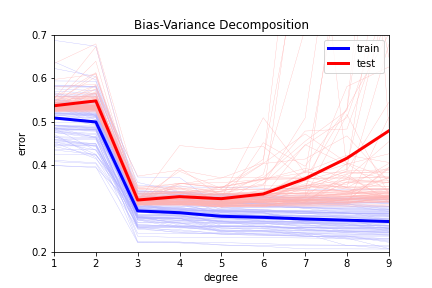 Bias-Variance Decomposition
0.7
0.6
0.5
0.4
0.3
0.2
error
train
test
1 2 3 4 5 6 7 8 9
degree